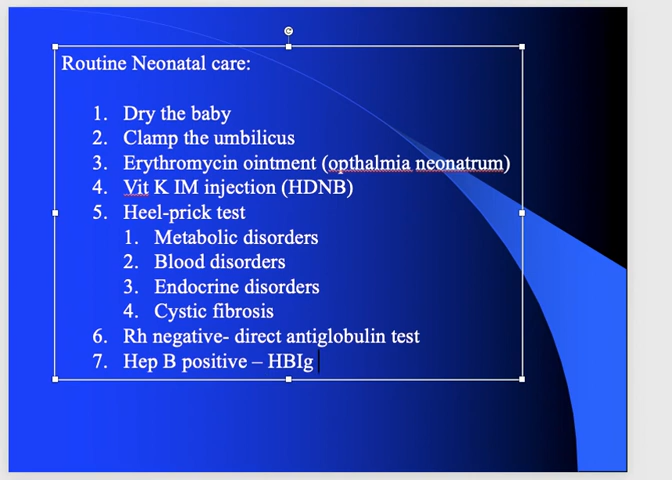 Routine Neonatal care:
1. Dry the baby
2. Clamp the umbilicus
3. Erythromycin ointment (opthalmia neonatrum)
4. Vit K IM injection (HDNB)
5. Heel-prick test
1. Metabolic disorders
2. Blood disorders
3. Endocrine disorders
4. Cystic fibrosis
6. Rh negative- direct antiglobulin test
7. Hep B positive – HBIg